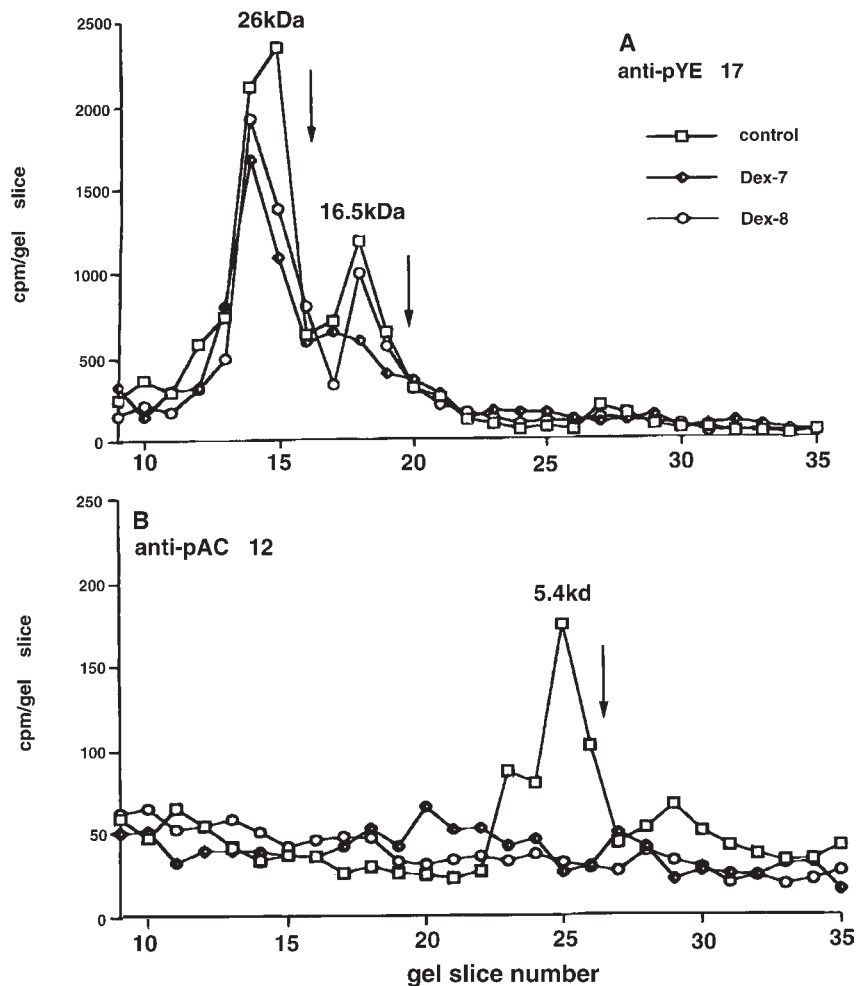 26kDa
A
anti-pYE 17
control
Dex-7
Dex-8
16.5kDa
cpm/gel slice
2500
2000
1500
1000
500
0
10 15 20 25 30 35
B
anti-pAC 12
5.4kd
cpm/gel slice
250
200
150
100
50
0
10 15 20 25 30 35
gel slice number